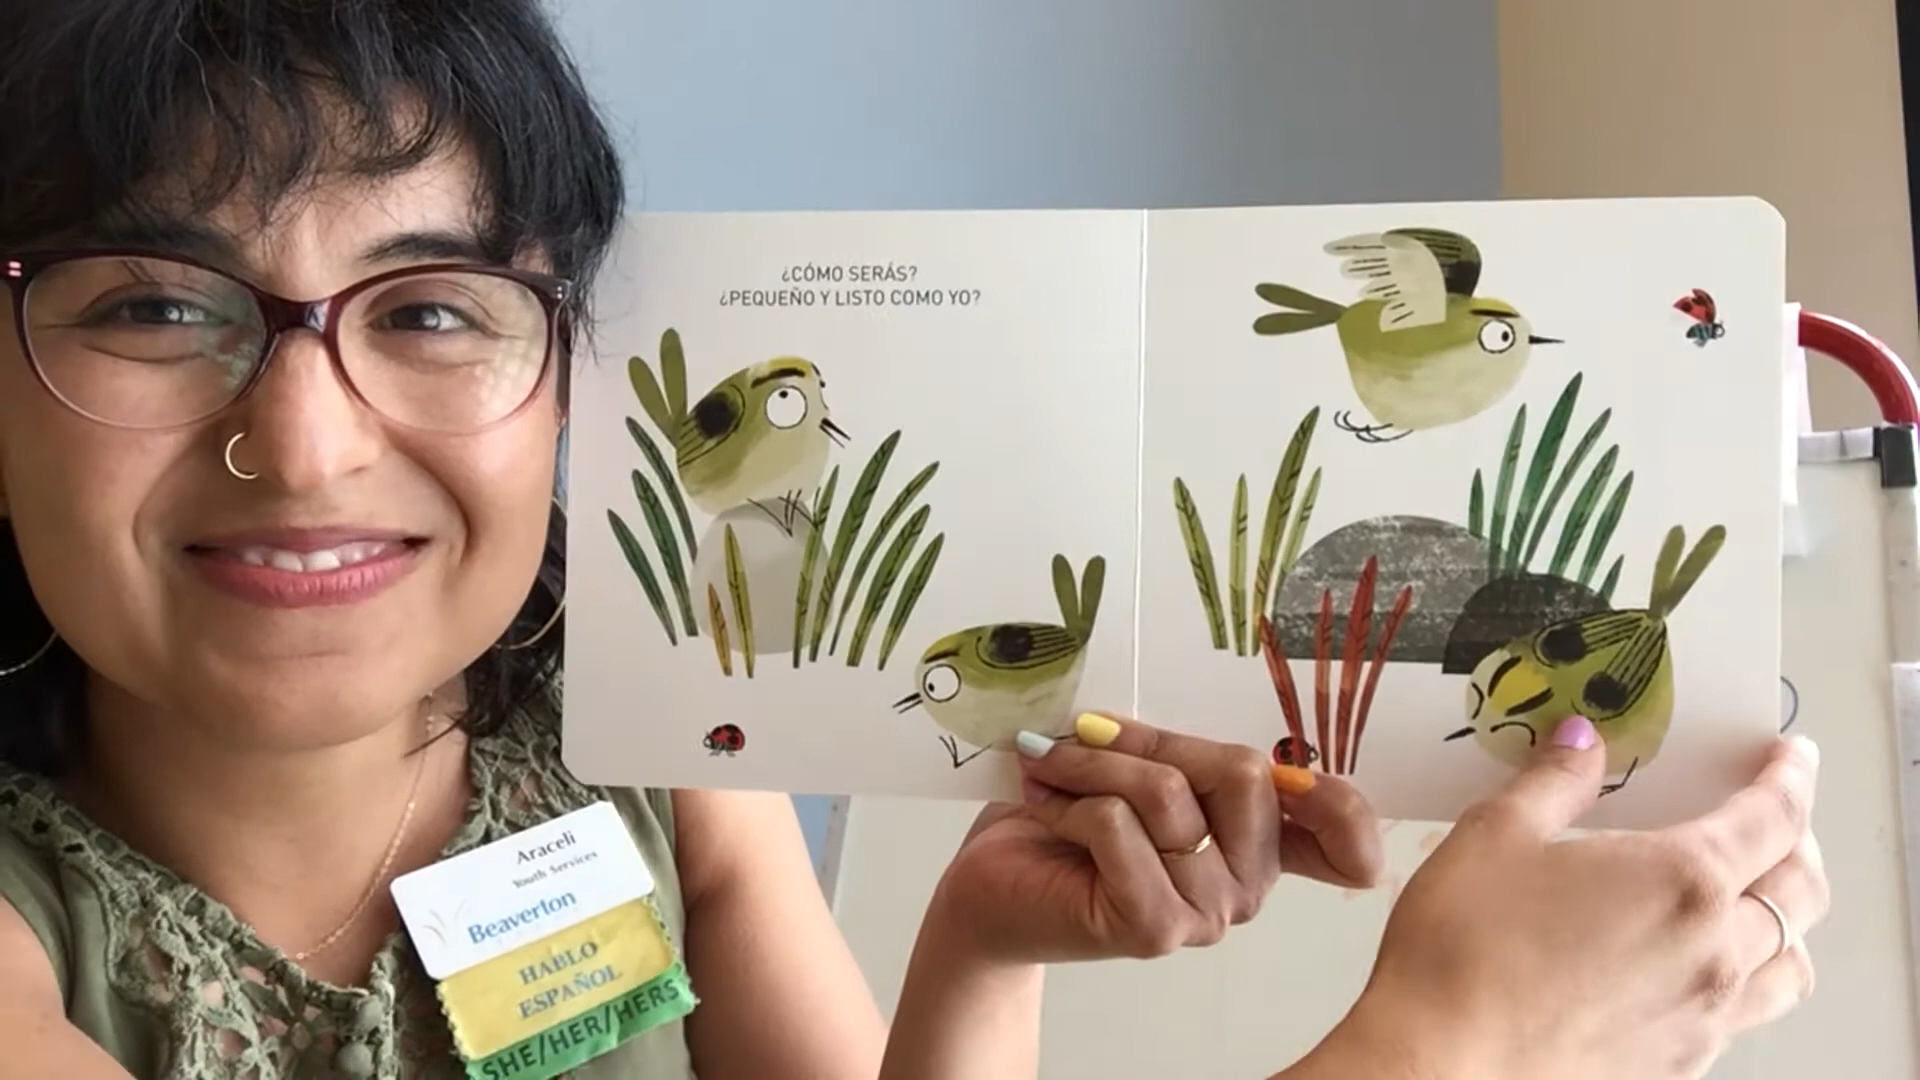 ¿CÓMO SERÁS?
¿PEQUEÑO Y LISTO COMO YO?
Araceli
Youth Services
Beaverton
HABLO
ESPAÑOL
SHE/HER/HERS